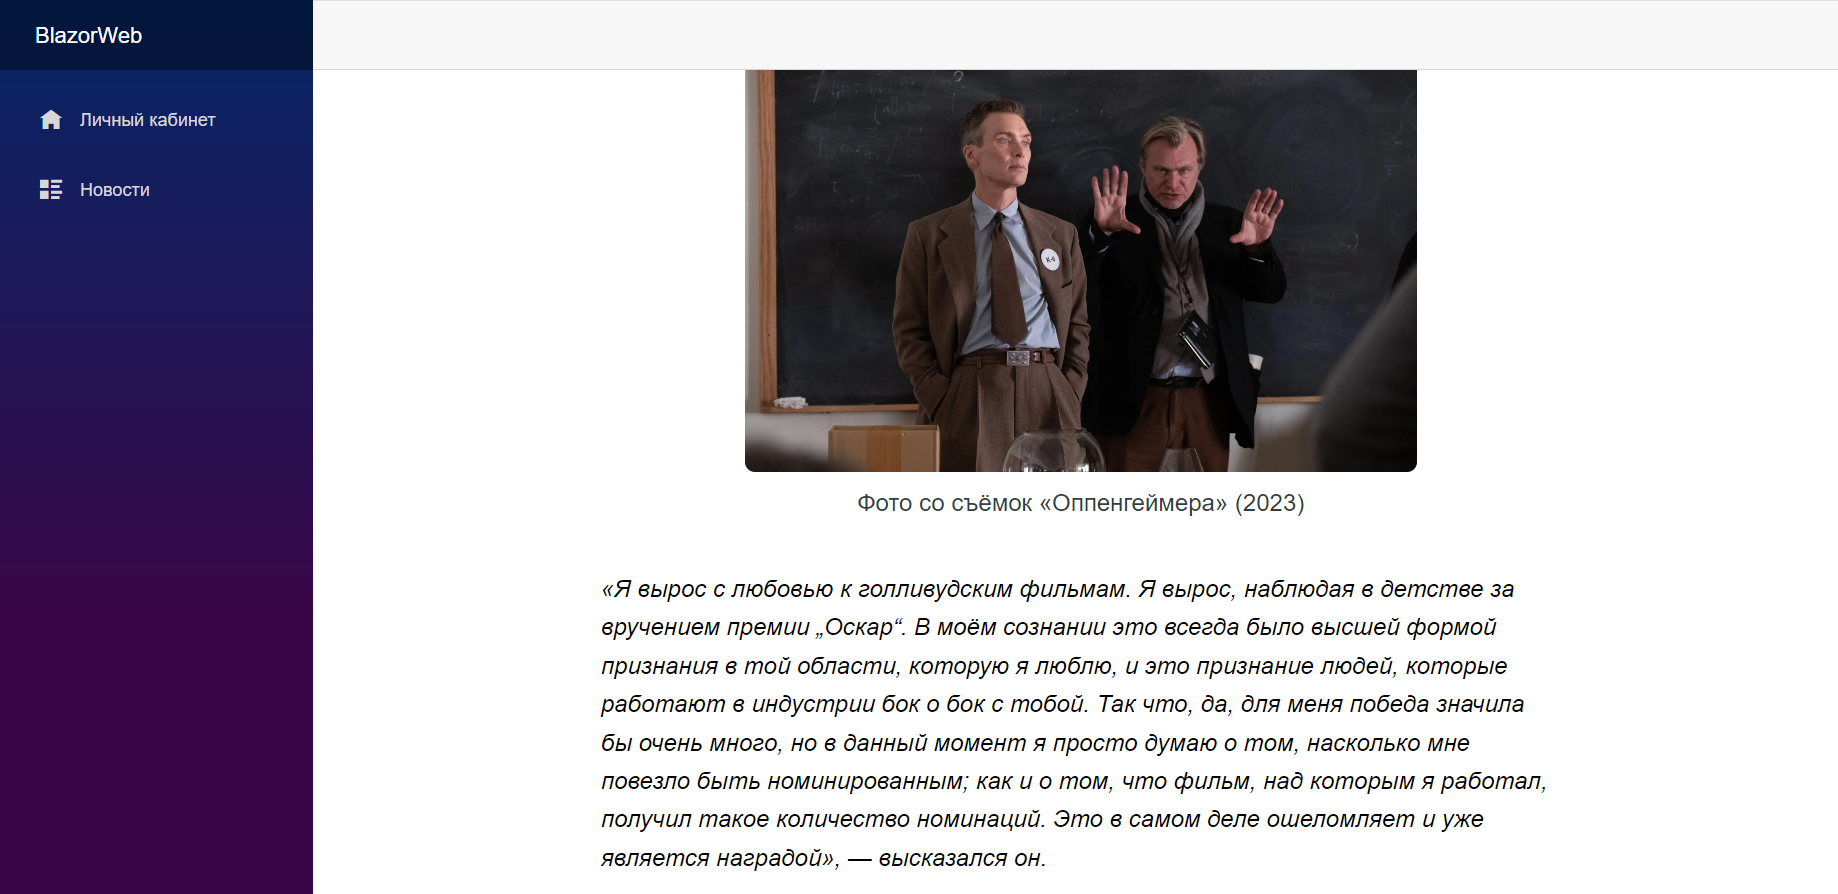 BlazorWeb
Личный кабинет
Новости
К-6
Фото со съёмок «Оппенгеймера» (2023)
«Я вырос с любовью к голливудским фильмам. Я вырос, наблюдая в детстве за
вручением премии „Оскар“. В моём сознании это всегда было высшей формой
признания в той области, которую я люблю, и это признание людей, которые
работают в индустрии бок о бок с тобой. Так что, да, для меня победа значила
бы очень много, но в данный момент я просто думаю о том, насколько мне
повезло быть номинированным; как и о том, что фильм, над которым я работал,
получил такое количество номинаций. Это в самом деле ошеломляет и уже
является наградой», — высказался он.